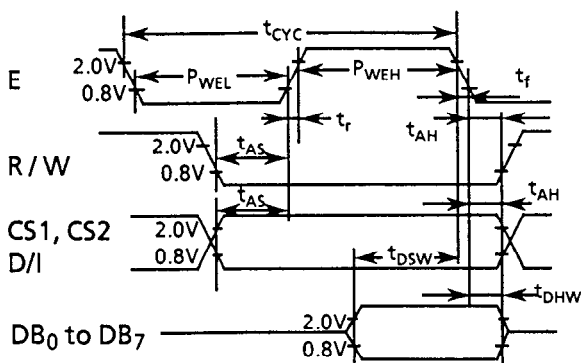 tCYC
2.0V
PWEL
PWEH
tf
E
0.8V
tr
tAH
2.0V
tAS
R / W
0.8V
tAS
tAH
CS1, CS2
2.0V
D/I
0.8V
tDSW
tDHW
DB0 to DB7
2.0V
0.8V